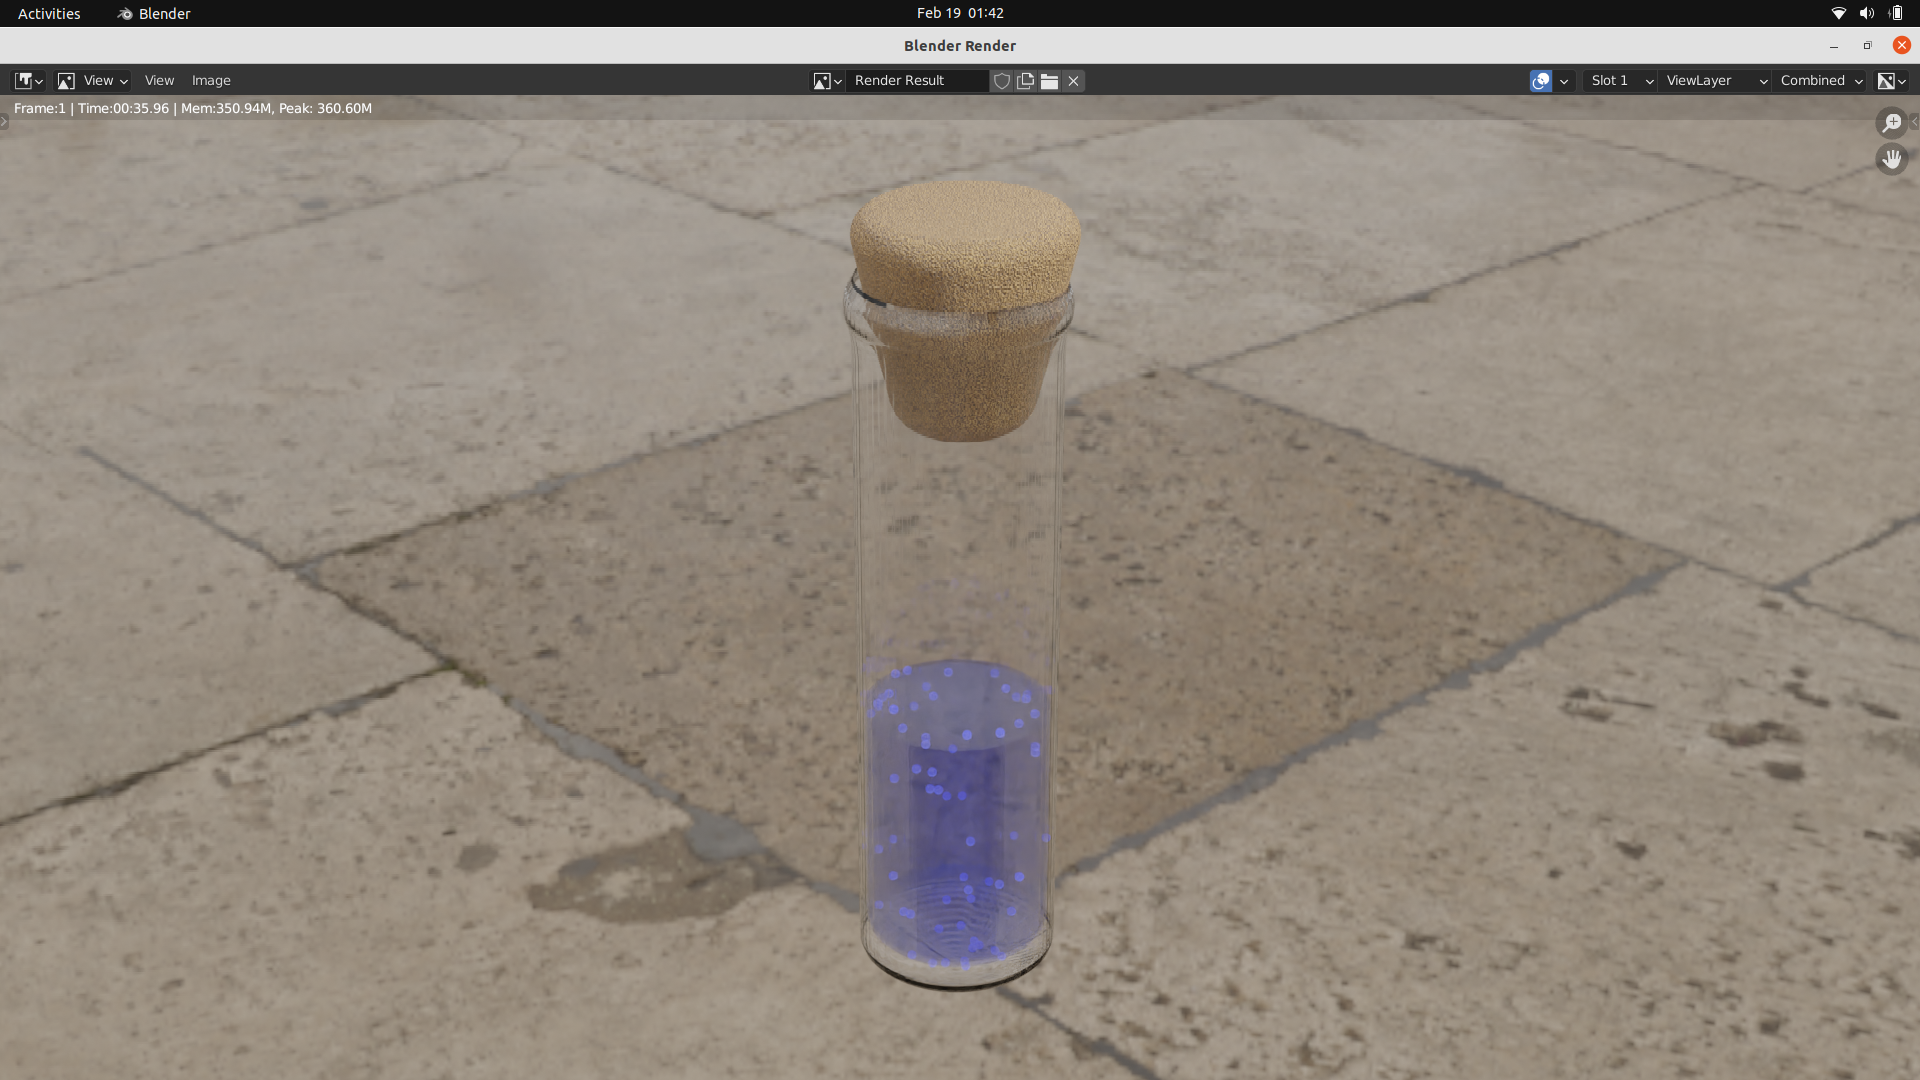 Activities
Blender
Feb 19 01:42
Blender Render
View
View
Image
Render Result
Slot 1
ViewLayer
Combined
Frame:1 | Time:00:35.96 | Mem:350.94M, Peak: 360.60M